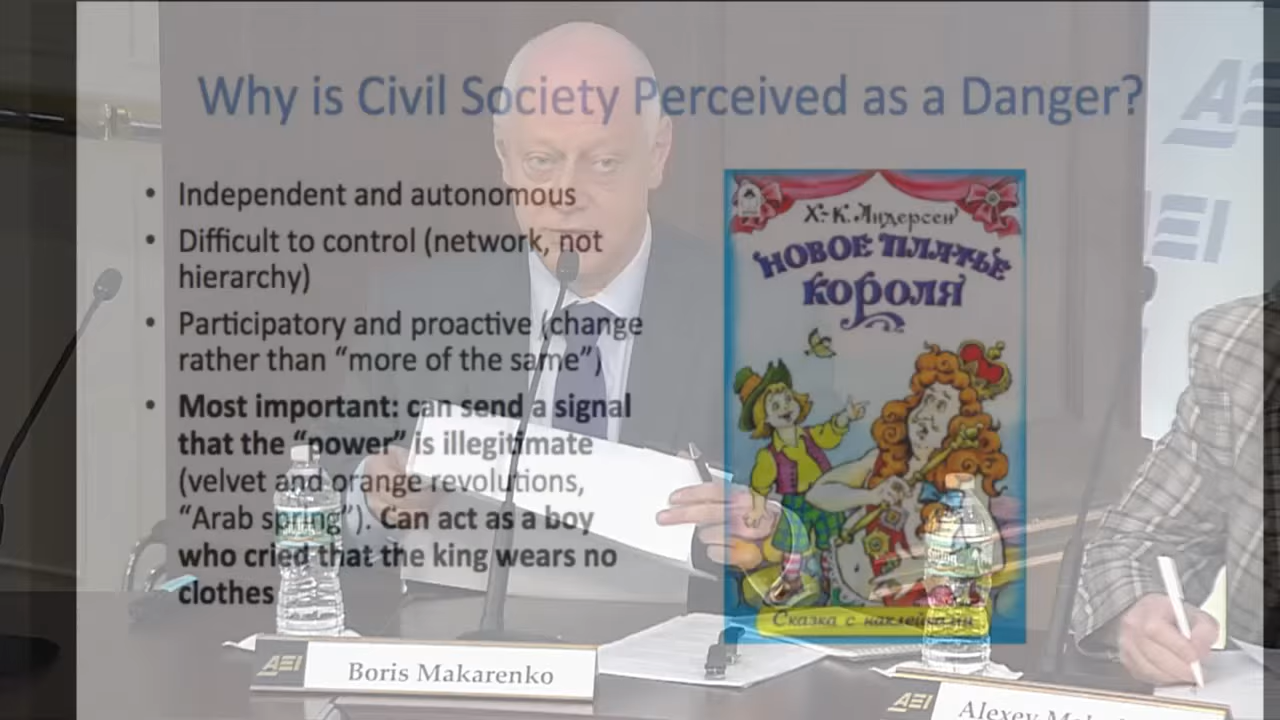 Why is Civil Society Perceived as a Danger?
• Independent and autonomous
• Difficult to control (network, not
hierarchy)
• Participatory and proactive (change
rather than “more of the same”)
• Most important: can send a signal
that the “power” is illegitimate
(velvet and orange revolutions,
“Arab spring”). Can act as a boy
who cried that the king wears no
clothes
Х.-К. Андерсен
НОВОЕ ПЛАТЬЕ
КОРОЛЯ
Сказка с наклейками
AEI
AEI
AEI
Boris Makarenko
AEI
Alexey